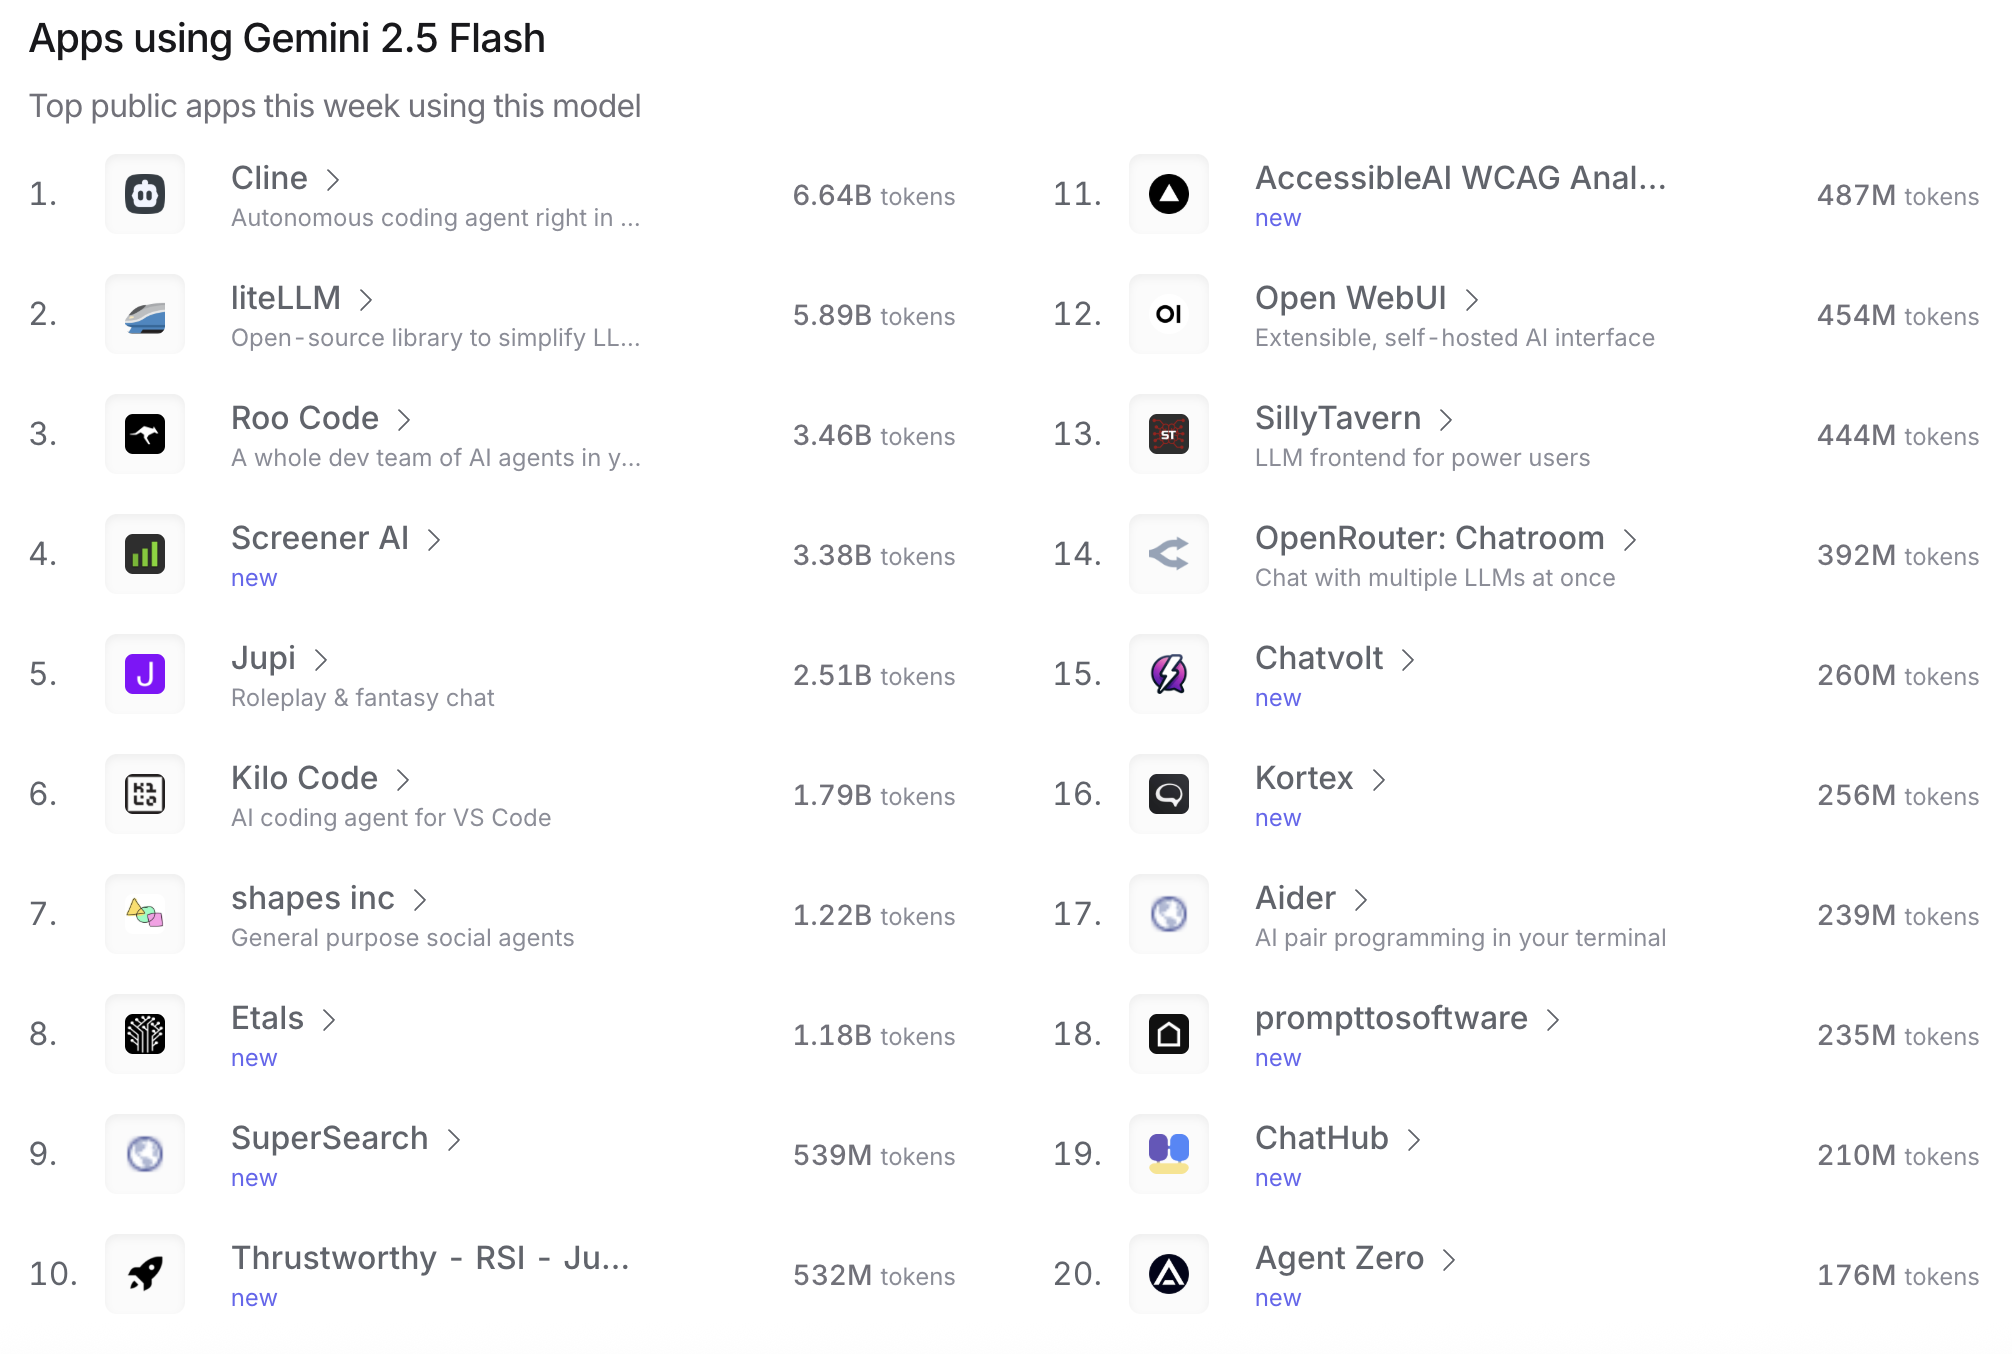 Apps using Gemini 2.5 Flash
Top public apps this week using this model
1.
Cline
Autonomous coding agent right in ...
6.64B tokens
2.
liteLLM
Open-source library to simplify LL...
5.89B tokens
3.
Roo Code
A whole dev team of AI agents in y...
3.46B tokens
4.
Screener AI
new
3.38B tokens
5.
J
Jupi
Roleplay & fantasy chat
2.51B tokens
6.
KILO
Kilo Code
AI coding agent for VS Code
1.79B tokens
7.
shapes inc
General purpose social agents
1.22B tokens
8.
Etals
new
1.18B tokens
9.
SuperSearch
new
539M tokens
10.
Thrustworthy - RSI - Ju...
new
532M tokens
11.
AccessibleAI WCAG Anal...
new
487M tokens
12.
OI
Open WebUI
Extensible, self-hosted AI interface
454M tokens
13.
ST
SillyTavern
LLM frontend for power users
444M tokens
14.
OpenRouter: Chatroom
Chat with multiple LLMs at once
392M tokens
15.
Chatvolt
new
260M tokens
16.
Kortex
new
256M tokens
17.
Aider
AI pair programming in your terminal
239M tokens
18.
prompttosoftware
new
235M tokens
19.
ChatHub
new
210M tokens
20.
Agent Zero
new
176M tokens